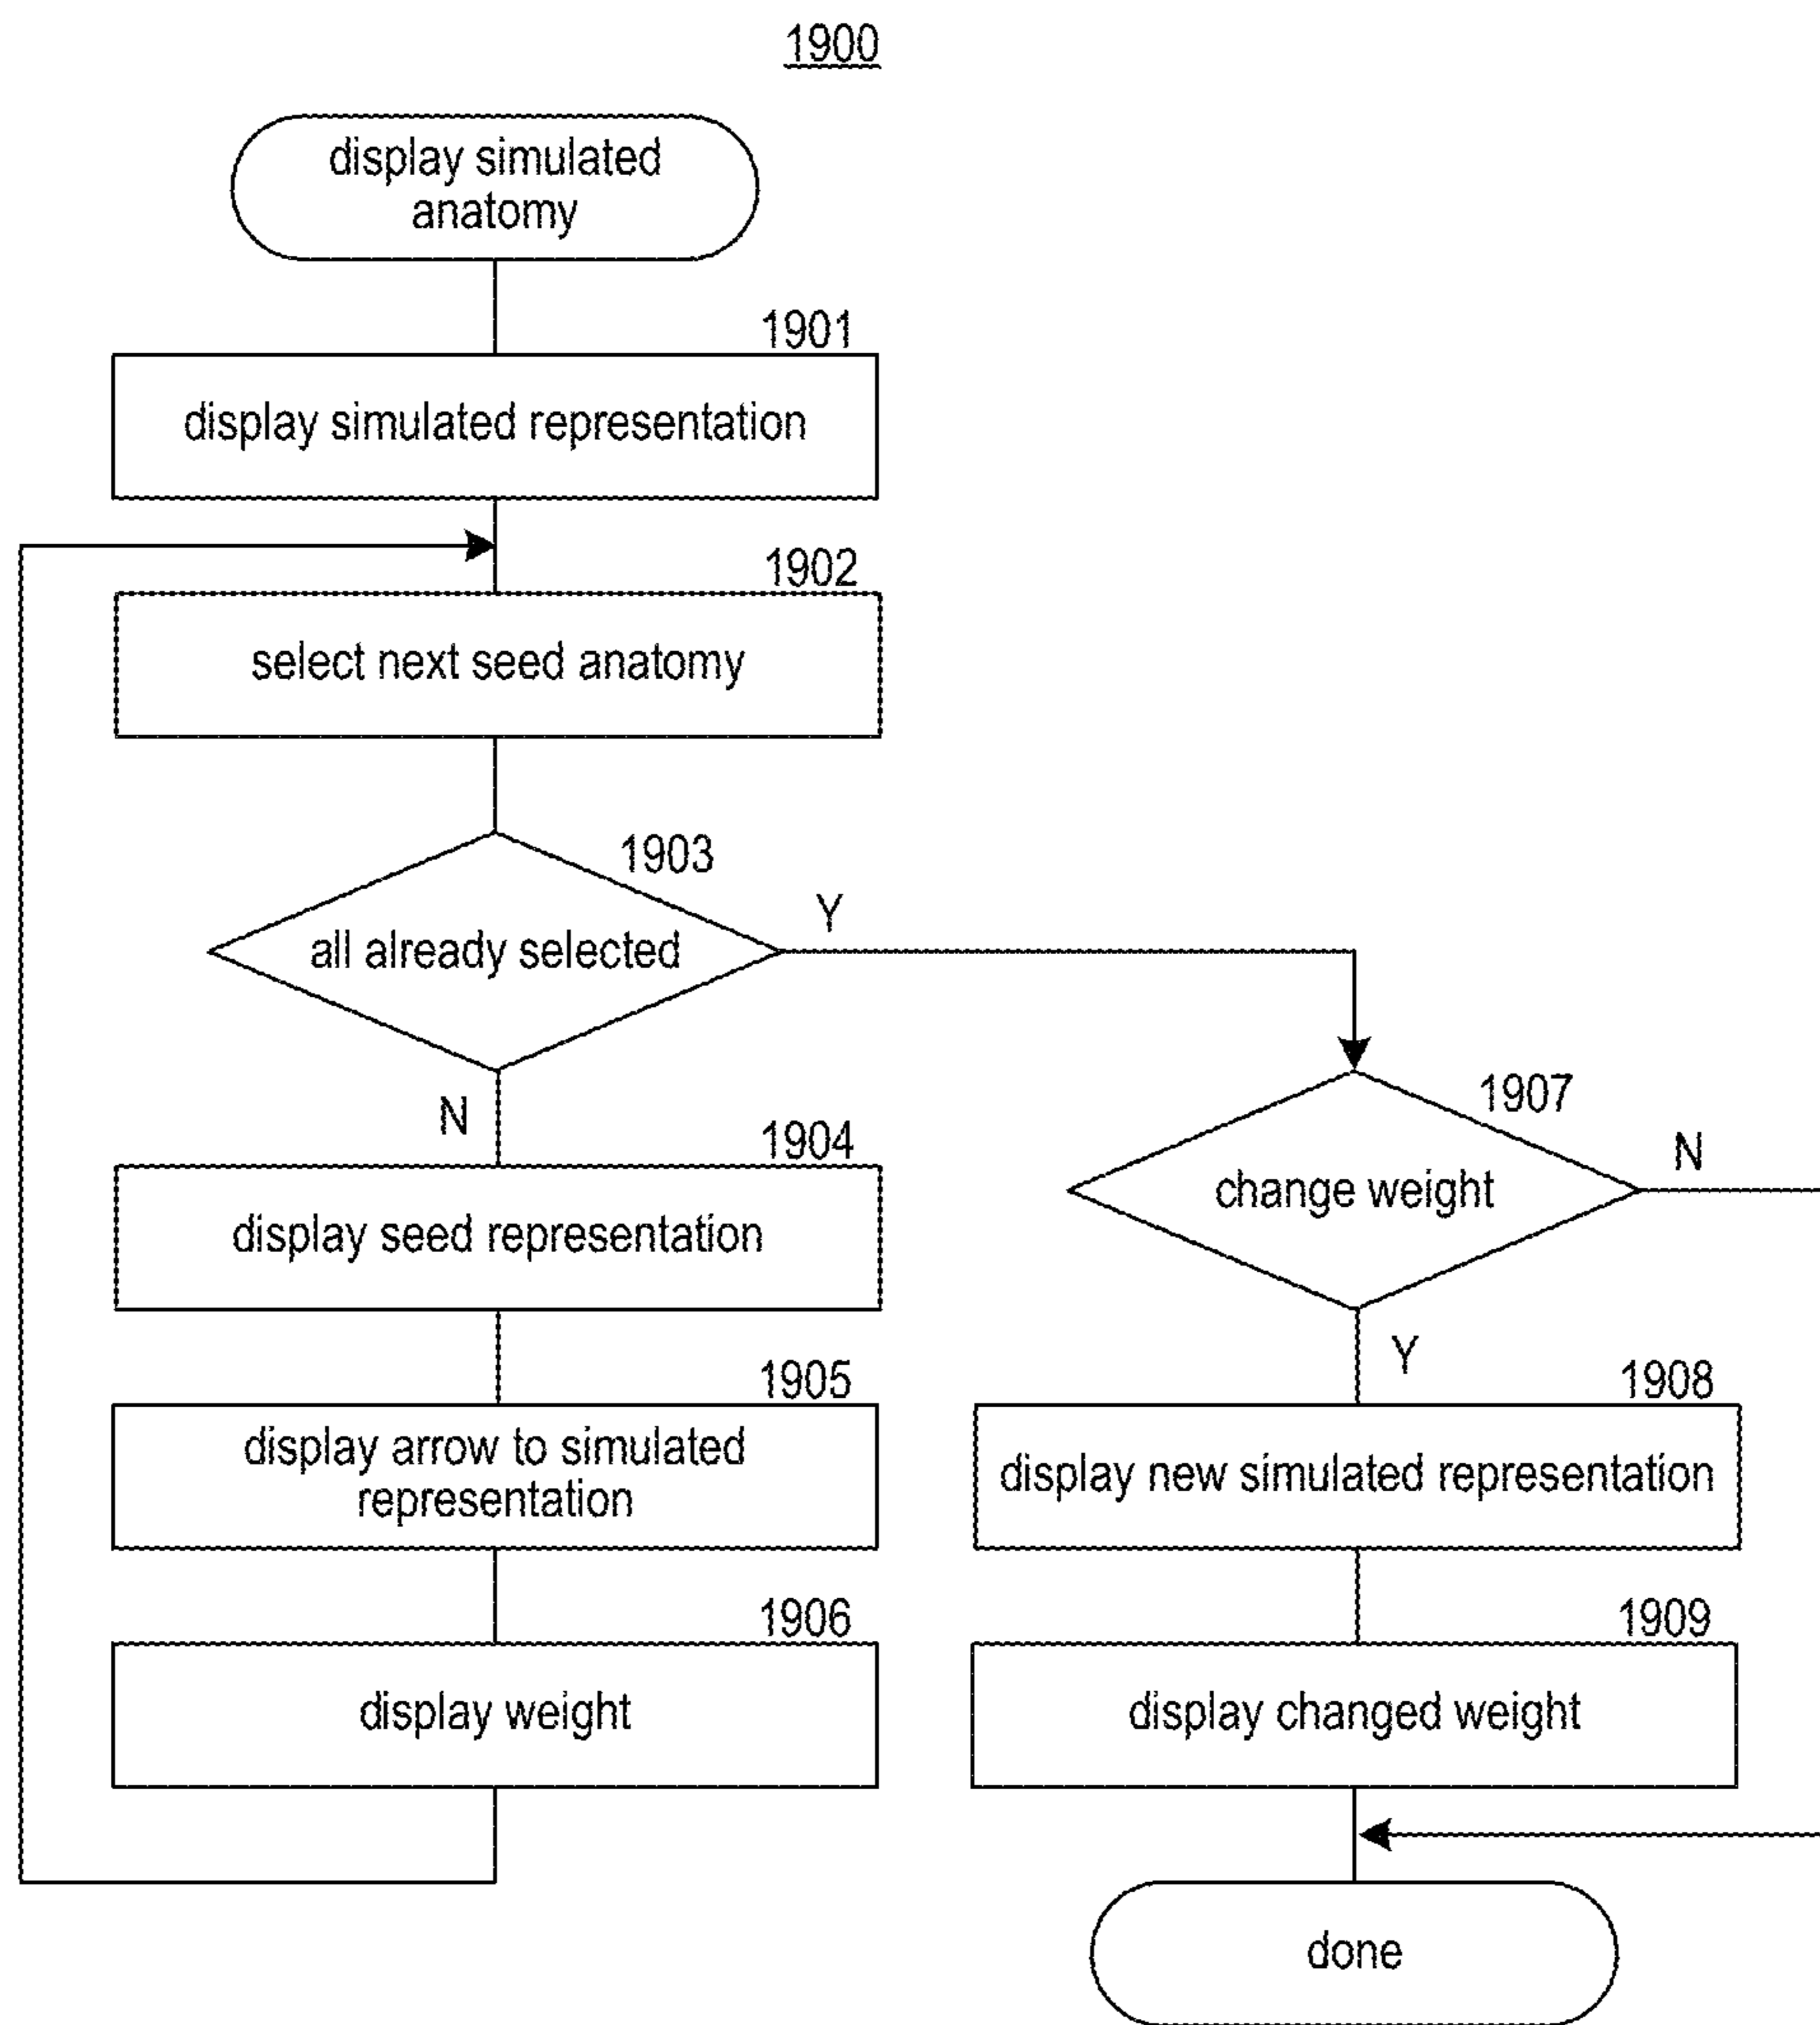 1900
display simulated
anatomy
1901
display simulated representation
1902
select next seed anatomy
1903
all already selected
Y
N
1904
display seed representation
1905
display arrow to simulated
representation
1906
display weight
1907
change weight
N
Y
1908
display new simulated representation
1909
display changed weight
done